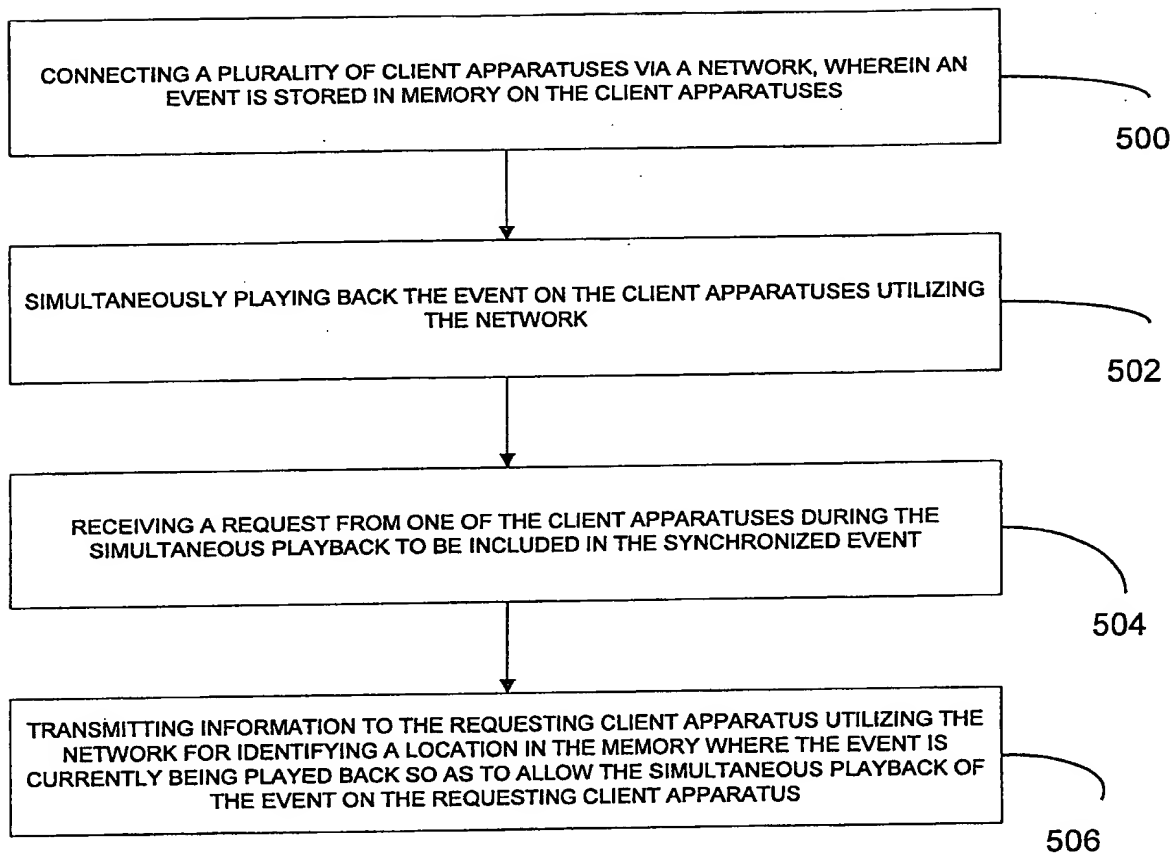 CONNECTING A PLURALITY OF CLIENT APPARATUSES VIA A NETWORK, WHEREIN AN
EVENT IS STORED IN MEMORY ON THE CLIENT APPARATUSES
500
SIMULTANEOUSLY PLAYING BACK THE EVENT ON THE CLIENT APPARATUSES UTILIZING
THE NETWORK
502
RECEIVING A REQUEST FROM ONE OF THE CLIENT APPARATUSES DURING THE
SIMULTANEOUS PLAYBACK TO BE INCLUDED IN THE SYNCHRONIZED EVENT
504
TRANSMITTING INFORMATION TO THE REQUESTING CLIENT APPARATUS UTILIZING THE
NETWORK FOR IDENTIFYING A LOCATION IN THE MEMORY WHERE THE EVENT IS
CURRENTLY BEING PLAYED BACK SO AS TO ALLOW THE SIMULTANEOUS PLAYBACK OF
THE EVENT ON THE REQUESTING CLIENT APPARATUS
506